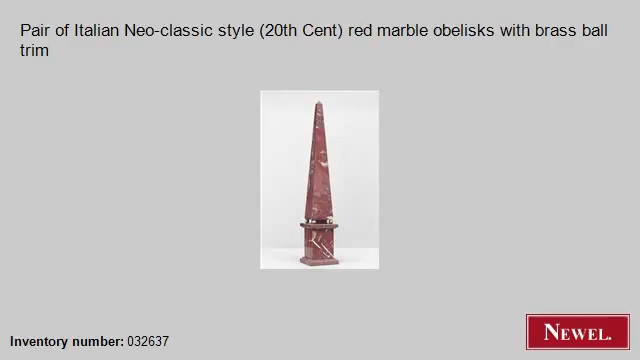 Pair of Italian Neo-classic style (20th Cent) red marble obelisks with brass ball
trim
Inventory number: 032637
NEWEL.